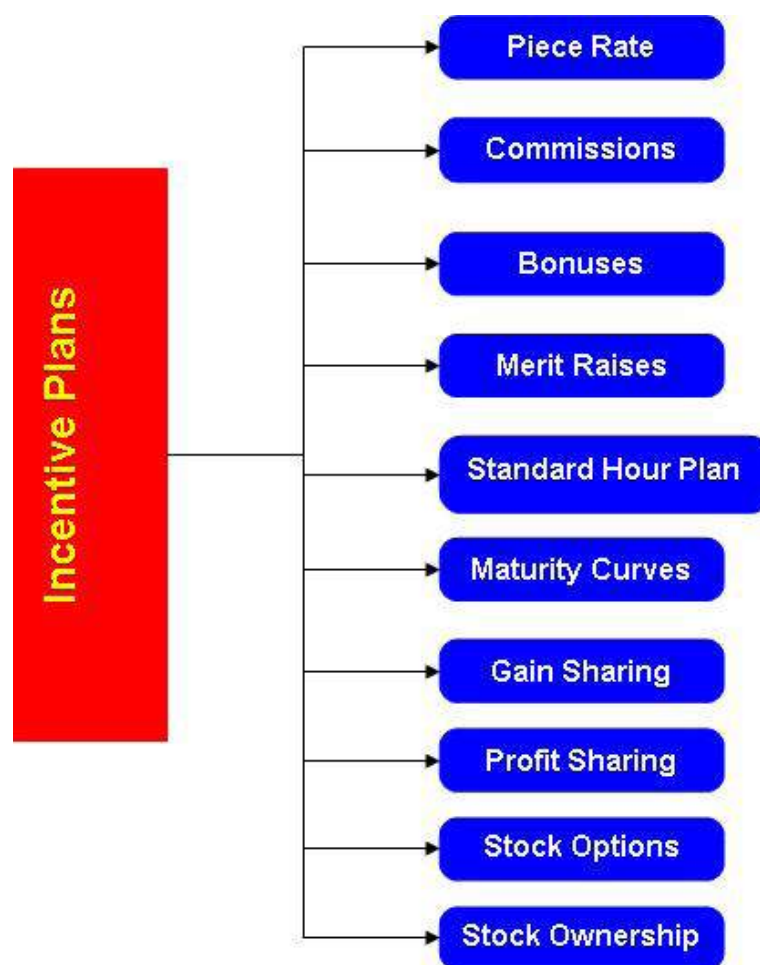 Incentive Plans
Piece Rate
Commissions
Bonuses
Merit Raises
Standard Hour Plan
Maturity Curves
Gain Sharing
Profit Sharing
Stock Options
Stock Ownership